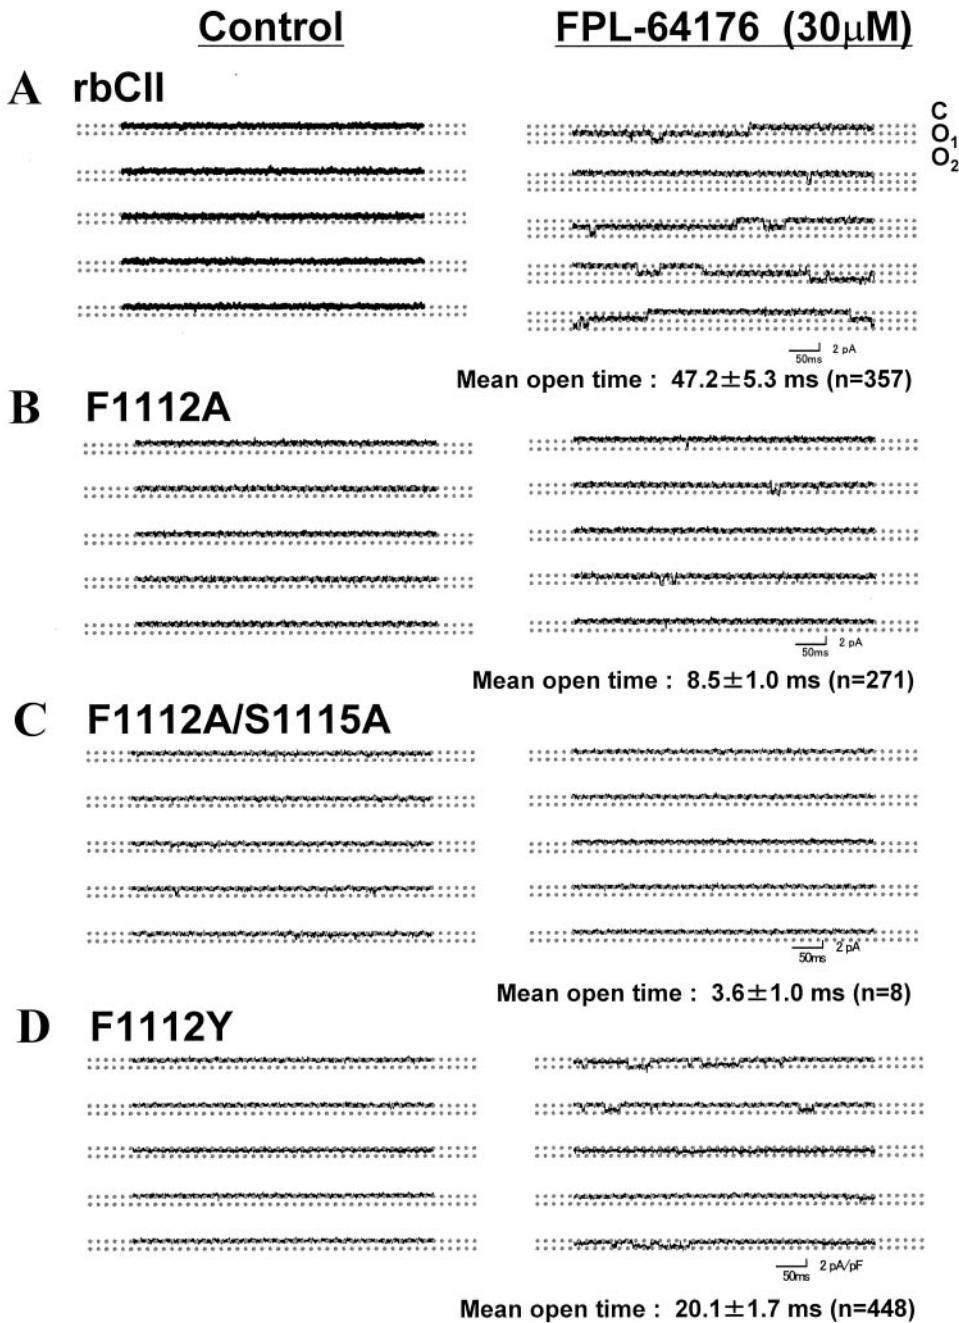 Control FPL-64176 (30μM)
A rbCII
C
O1
O2
50ms 2 pA
Mean open time : 47.2±5.3 ms (n=357)
B F1112A
50ms 2 pA
Mean open time : 8.5±1.0 ms (n=271)
C F1112A/S1115A
50ms 2 pA
Mean open time : 3.6±1.0 ms (n=8)
D F1112Y
50ms 2 pA/pF
Mean open time : 20.1±1.7 ms (n=448)